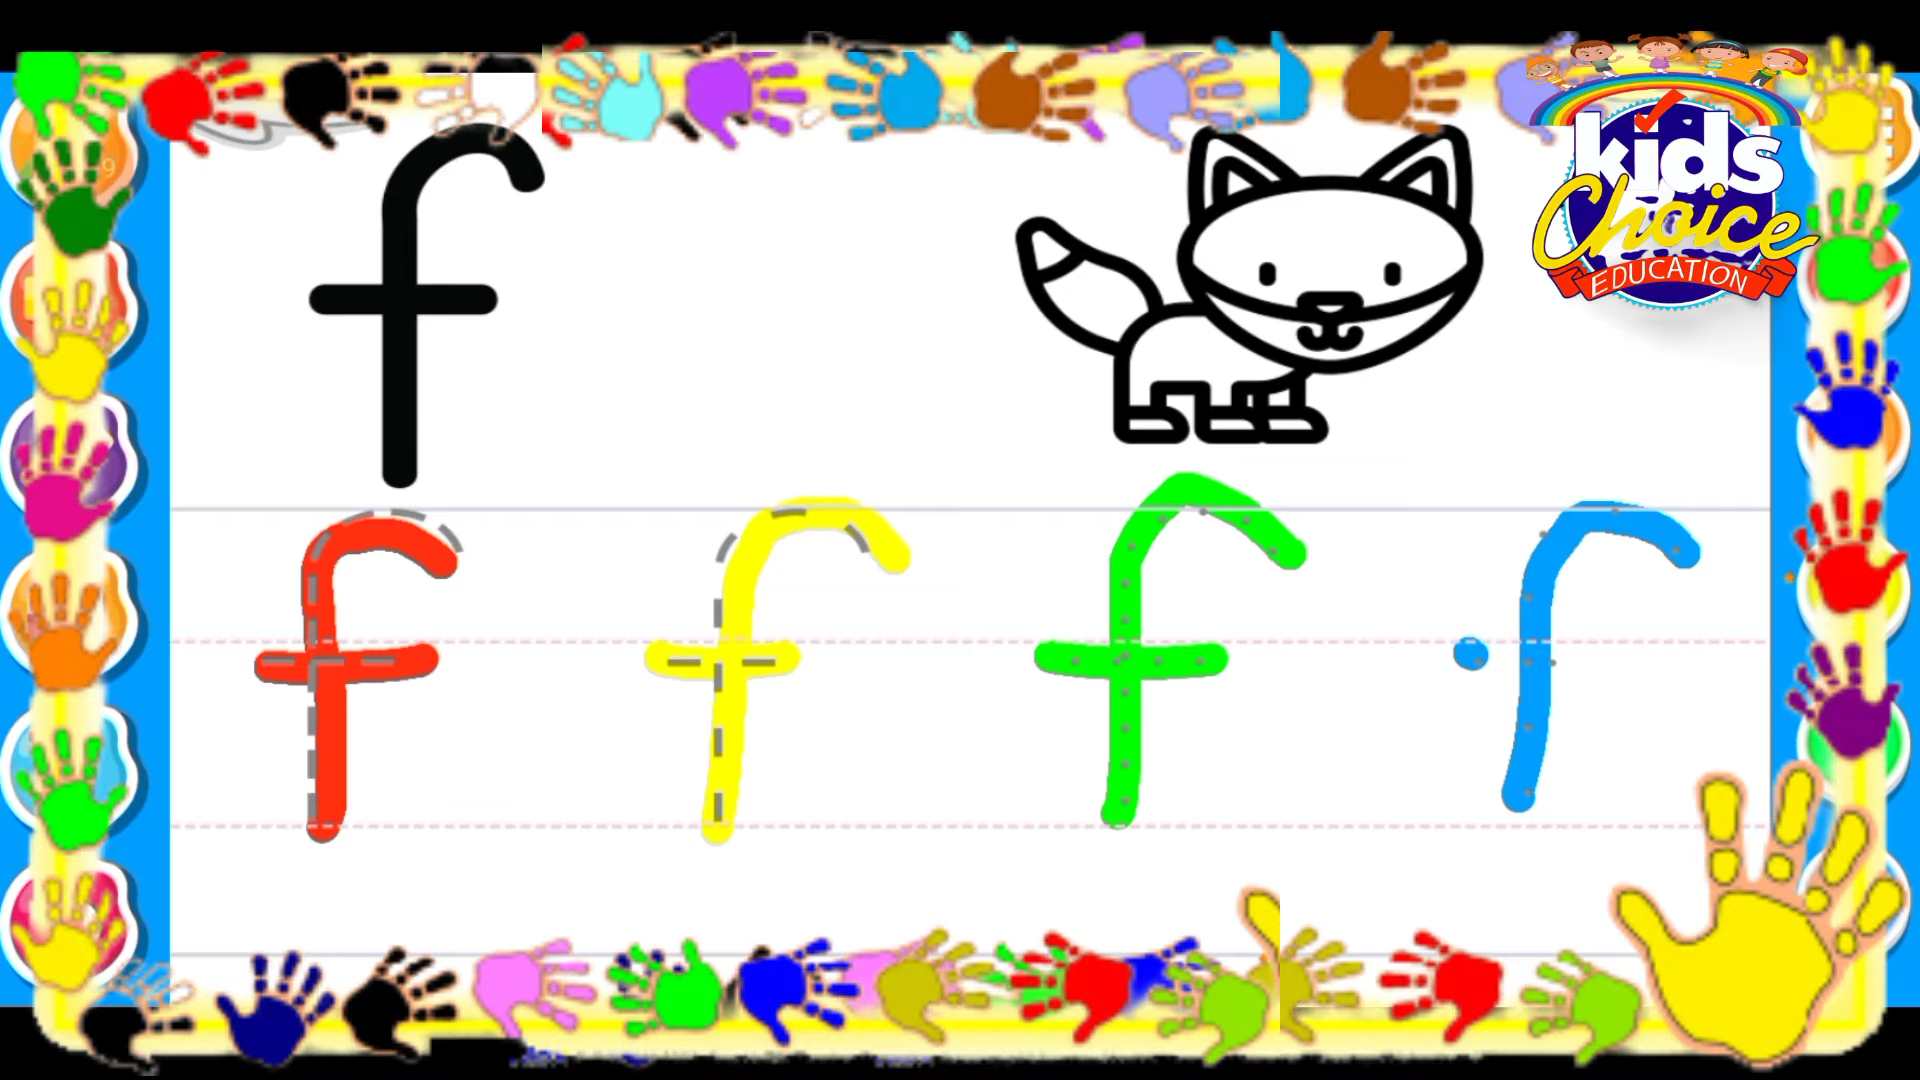 f
kids
Choice
EDUCATION
f f f f